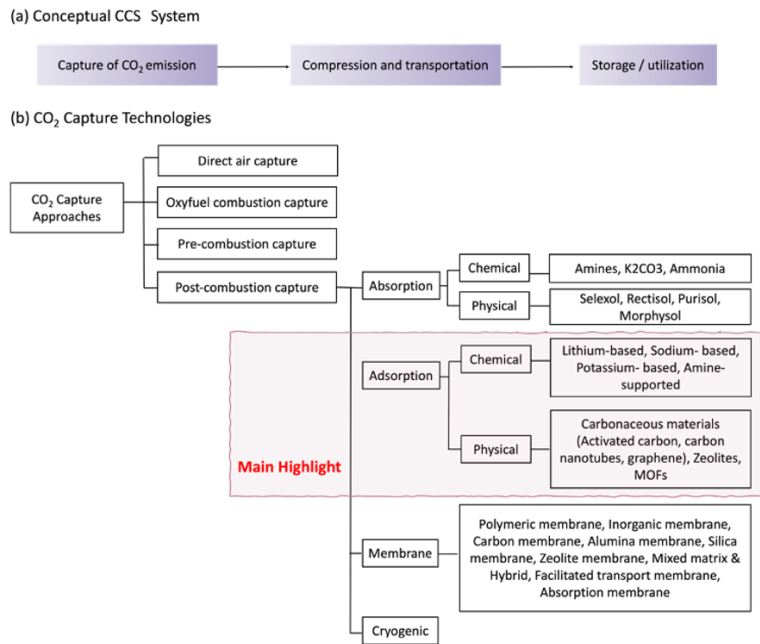 (a) Conceptual CCS System
Capture of CO₂ emission
Compression and transportation
Storage / utilization
(b) CO₂ Capture Technologies
CO₂ Capture
Approaches
Direct air capture
Oxyfuel combustion capture
Pre-combustion capture
Post-combustion capture
Absorption
Chemical
Amines, K2CO3, Ammonia
Physical
Selexol, Rectisol, Purisol,
Morphysol
Main Highlight
Adsorption
Chemical
Lithium-based, Sodium- based,
Potassium- based, Amine-
supported
Physical
Carbonaceous materials
(Activated carbon, carbon
nanotubes, graphene), Zeolites,
MOFs
Membrane
Polymeric membrane, Inorganic membrane,
Carbon membrane, Alumina membrane, Silica
membrane, Zeolite membrane, Mixed matrix &
Hybrid, Facilitated transport membrane,
Absorption membrane
Cryogenic